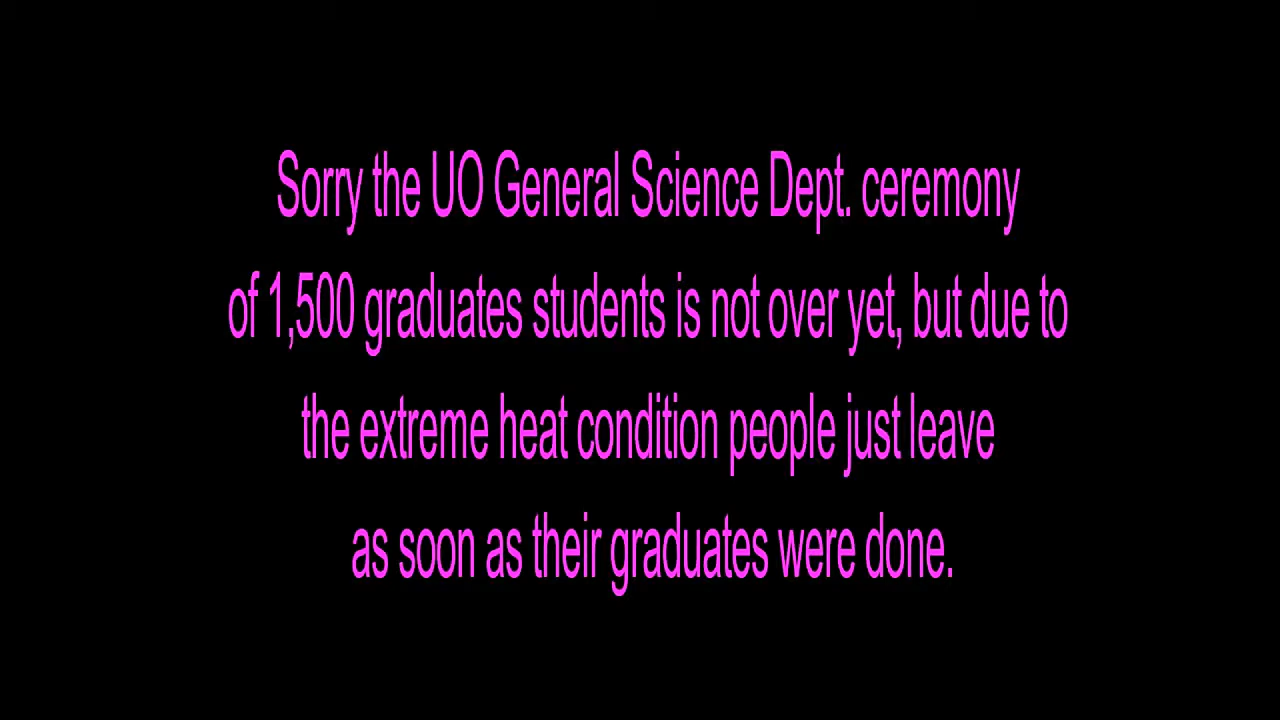 Sorry the UO General Science Dept. ceremony
of 1,500 graduates students is not over yet, but due to
the extreme heat condition people just leave
as soon as their graduates were done.